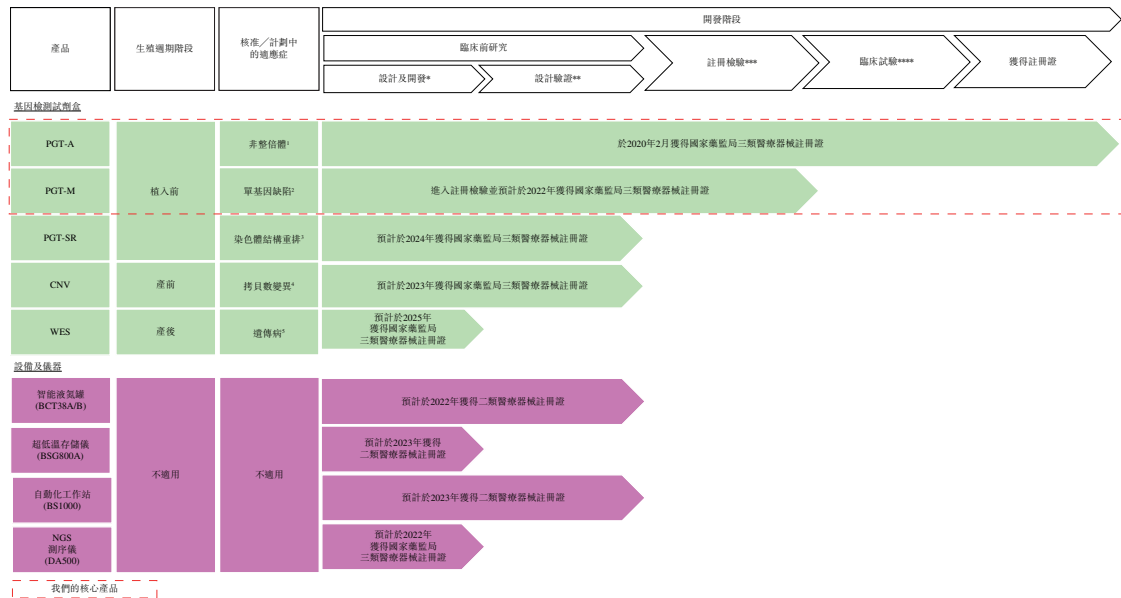 開發階段
產品
生殖週期階段
核准／計劃中
的適應症
臨床前研究
註冊檢驗***
臨床試驗****
獲得註冊證
設計及開發*
設計驗證**
基因檢測試劑盒
PGT-A
非整倍體¹
於2020年2月獲得國家藥監局三類醫療器械註冊證
PGT-M
植入前
單基因缺陷²
進入註冊檢驗並預計於2022年獲得國家藥監局三類醫療器械註冊證
PGT-SR
染色體結構重排³
預計於2024年獲得國家藥監局三類醫療器械註冊證
CNV
產前
拷貝數變異⁴
預計於2023年獲得國家藥監局三類醫療器械註冊證
WES
產後
遺傳病⁵
預計於2025年
獲得國家藥監局
三類醫療器械註冊證
設備及儀器
智能液氮罐
(BCT38A/B)
預計於2022年獲得二類醫療器械註冊證
超低溫存儲儀
(BSG800A)
預計於2023年獲得
二類醫療器械註冊證
不適用
不適用
自動化工作站
(BS1000)
預計於2023年獲得二類醫療器械註冊證
NGS
測序儀
(DA500)
預計於2022年
獲得國家藥監局
三類醫療器械註冊證
我們的核心產品